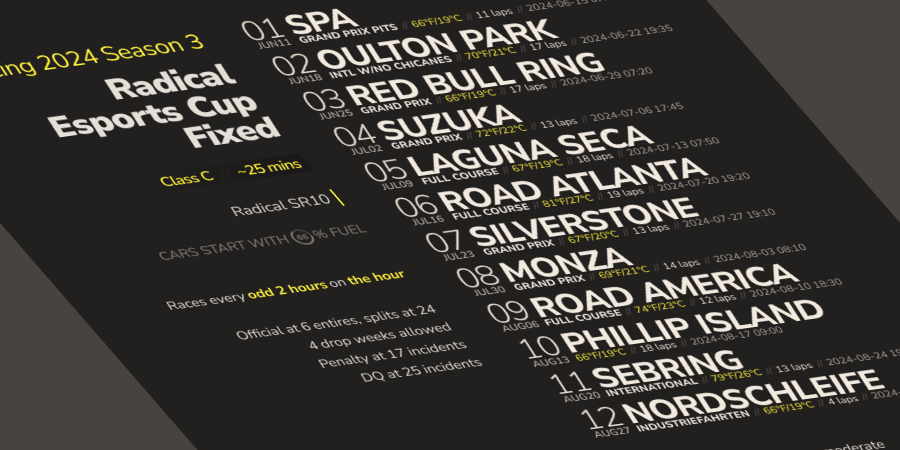 2024 Season 3
Radical
Esports Cup
Fixed
Class C ~25 mins
Radical SR10
CARS START WITH 66 % FUEL
Races every odd 2 hours on the hour
Official at 6 entires, splits at 24
4 drop weeks allowed
Penalty at 17 incidents
DQ at 25 incidents
01 SPA
JUN11 GRAND PRIX PITS // 66°F/19°C // 11 laps //
02 OULTON PARK
JUN18 INTL W/NO CHICANES // 70°F/21°C // 17 laps // 2024-06-22 19:35
03 RED BULL RING
JUN25 GRAND PRIX // 66°F/19°C // 17 laps // 2024-06-29 07:20
04 SUZUKA
JUL02 GRAND PRIX // 72°F/22°C // 13 laps // 2024-07-06 17:45
05 LAGUNA SECA
JUL09 FULL COURSE // 67°F/19°C // 18 laps // 2024-07-13 07:50
06 ROAD ATLANTA
JUL16 FULL COURSE // 81°F/27°C // 19 laps // 2024-07-20 19:20
07 SILVERSTONE
JUL23 GRAND PRIX // 67°F/20°C // 13 laps // 2024-07-27 19:10
08 MONZA
JUL30 GRAND PRIX // 69°F/21°C // 14 laps // 2024-08-03 08:10
09 ROAD AMERICA
AUG06 FULL COURSE // 74°F/23°C // 12 laps // 2024-08-10 18:30
10 PHILLIP ISLAND
AUG13 66°F/19°C // 18 laps // 2024-08-17 09:00
11 SEBRING
AUG20 INTERNATIONAL // 79°F/26°C // 13 laps // 2024-08-24
12 NORDSCHLEIFE
AUG27 INDUSTRIEFAHRTEN // 66°F/19°C // 4 laps // 2024-